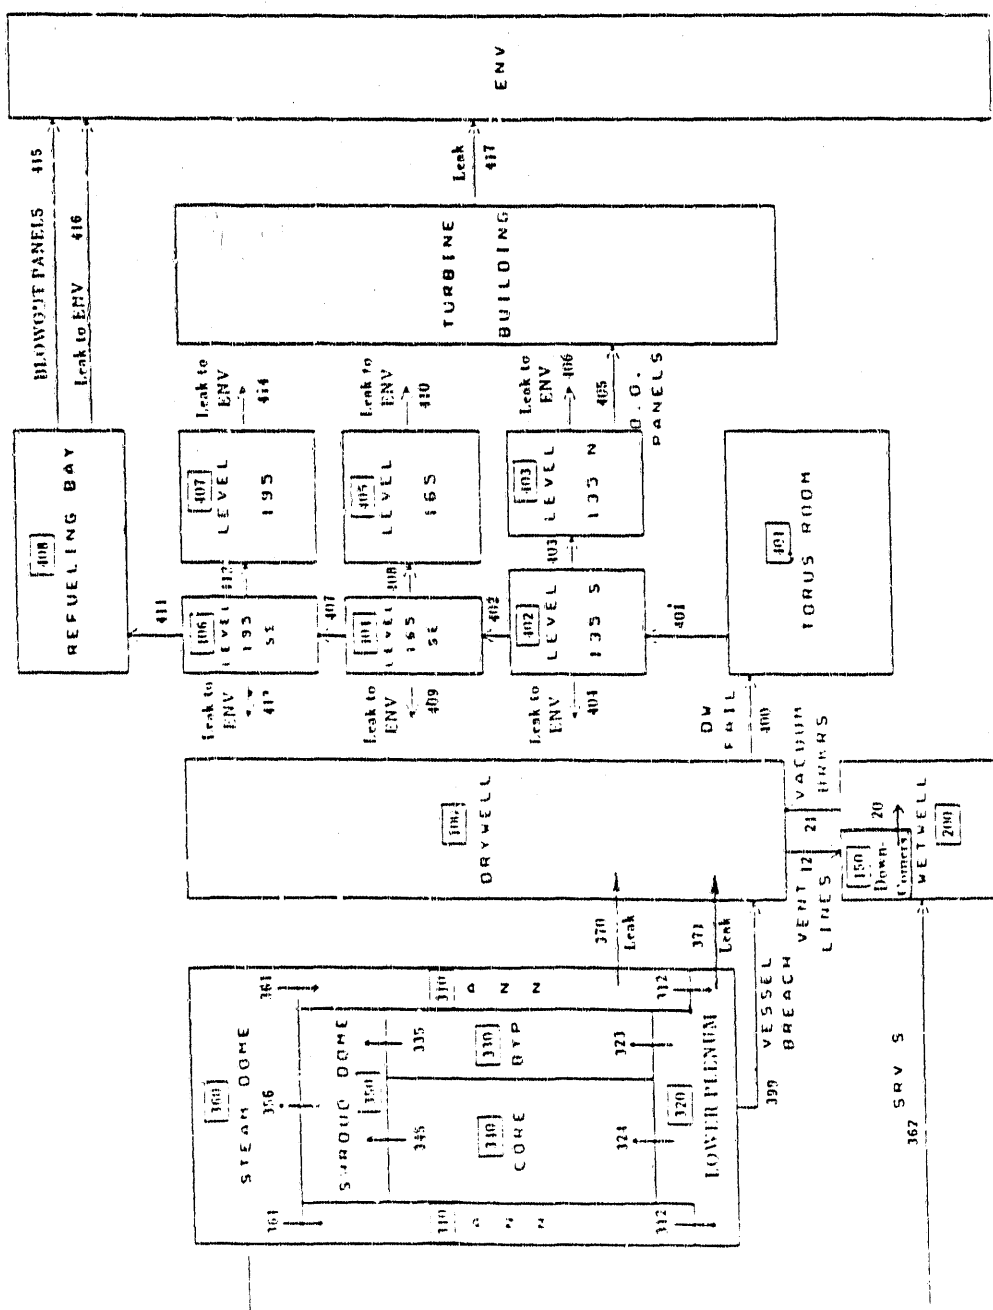 ENV
BLOWOUT PANELS 415
Leak to ENV 416
Leak
417
TURBINE
BUILDING
408
REFUELING BAY
411
Leak to
ENV
414
407
LEVEL
195
406
LEVEL
195
SE
Leak to
ENV
407
Leak to
ENV
410
405
LEVEL
165
408
LEVEL
165
SE
Leak to
ENV
409
402
Leak to
ENV
406
405
PANELS
403
LEVEL
135 N
403
402
LEVEL
135 S
Leak to
ENV
404
401
401
TORUS ROOM
DW
FAIL
400
DRYWELL
VACUUM
BRKRS
21
12
VENT
LINES
150
Down-
Comers
20
WETWELL
200
370
Leak
371
Leak
VESSEL
BREACH
399
SRV S
367
360
STEAM DOME
361
356
361
SHROUD DOME
350
335
345
310
A N N
330
BYP
340
CORE
310
A N N
312
323
324
312
320
LOWER PLENUM